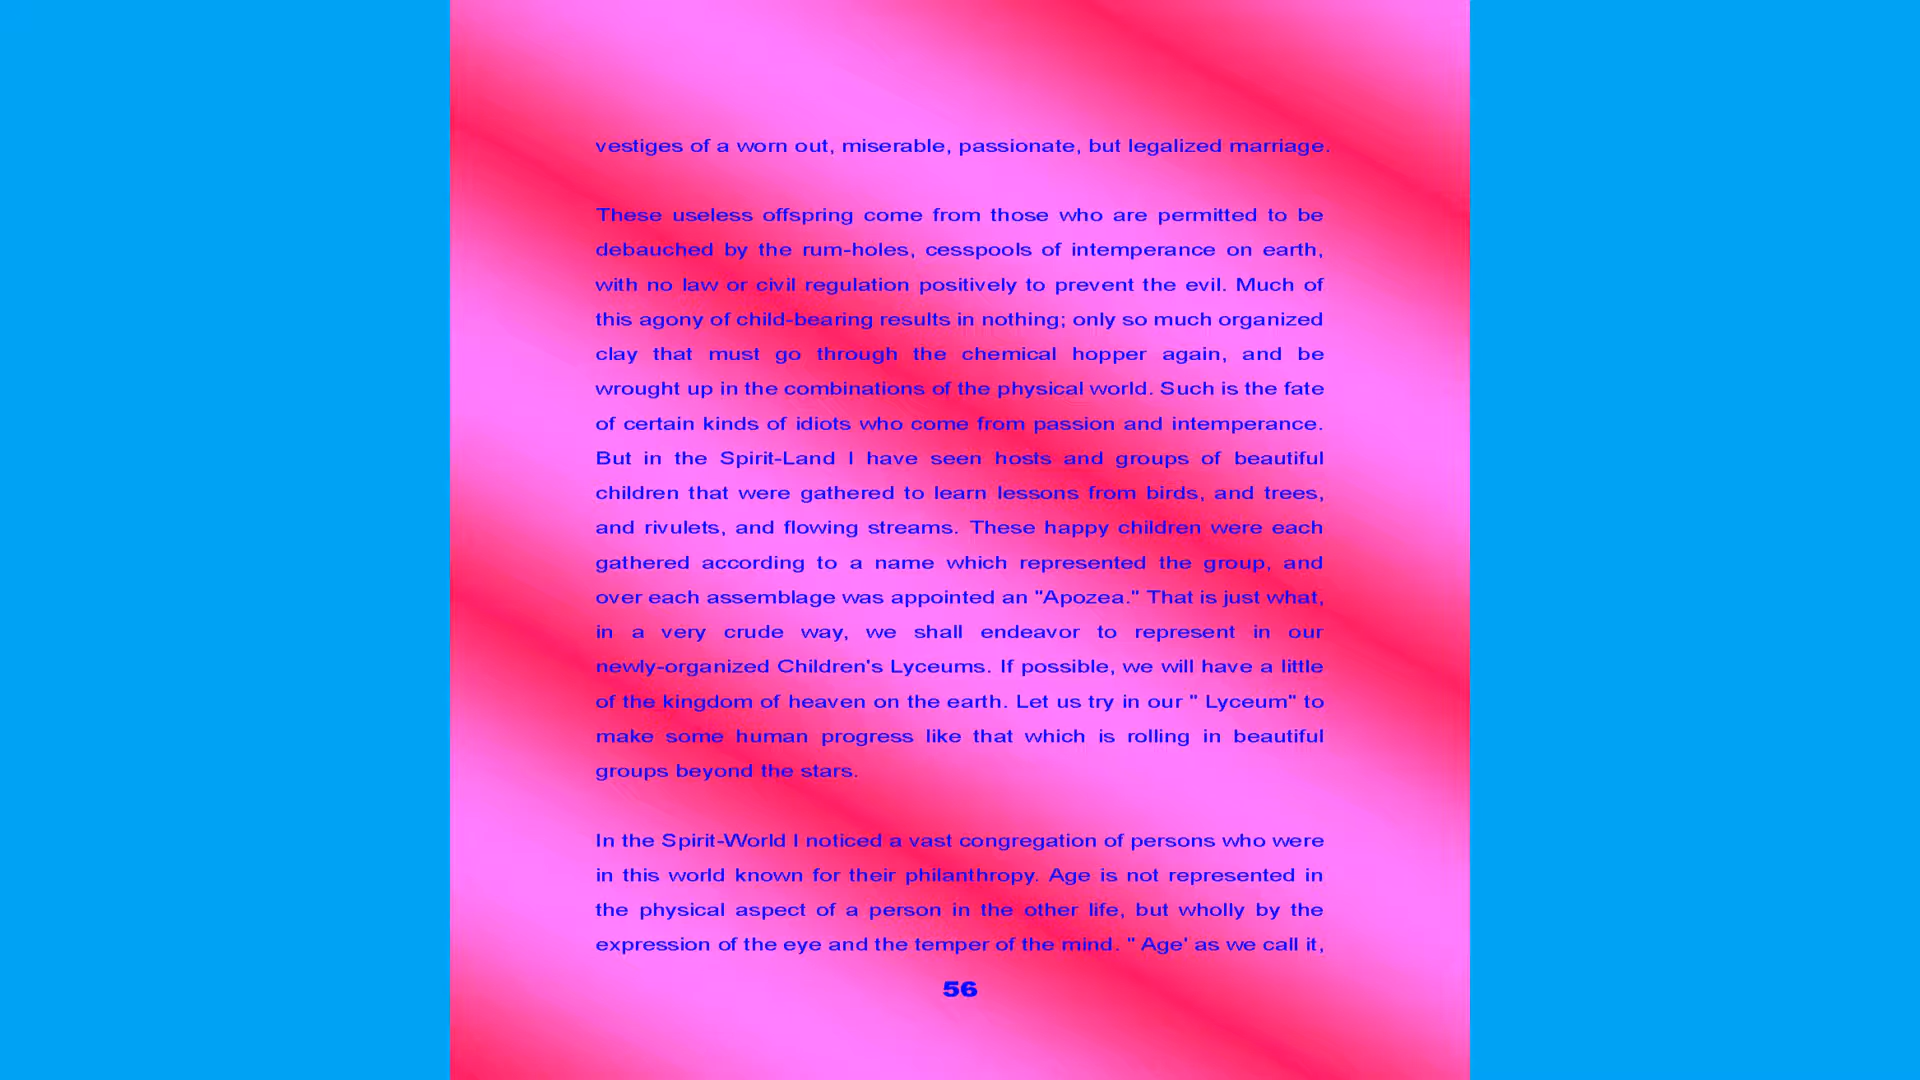 vestiges of a worn out, miserable, passionate, but legalized marriage.
These useless offspring come from those who are permitted to be
debauched by the rum-holes, cesspools of intemperance on earth,
with no law or civil regulation positively to prevent the evil. Much of
this agony of child-bearing results in nothing; only so much organized
clay that must go through the chemical hopper again, and be
wrought up in the combinations of the physical world. Such is the fate
of certain kinds of idiots who come from passion and intemperance.
But in the Spirit-Land I have seen hosts and groups of beautiful
children that were gathered to learn lessons from birds, and trees,
and rivulets, and flowing streams. These happy children were each
gathered according to a name which represented the group, and
over each assemblage was appointed an "Apozea." That is just what,
in a very crude way, we shall endeavor to represent in our
newly-organized Children's Lyceums. If possible, we will have a little
of the kingdom of heaven on the earth. Let us try in our " Lyceum" to
make some human progress like that which is rolling in beautiful
groups beyond the stars.
In the Spirit-World I noticed a vast congregation of persons who were
in this world known for their philanthropy. Age is not represented in
the physical aspect of a person in the other life, but wholly by the
expression of the eye and the temper of the mind. " Age' as we call it,
56